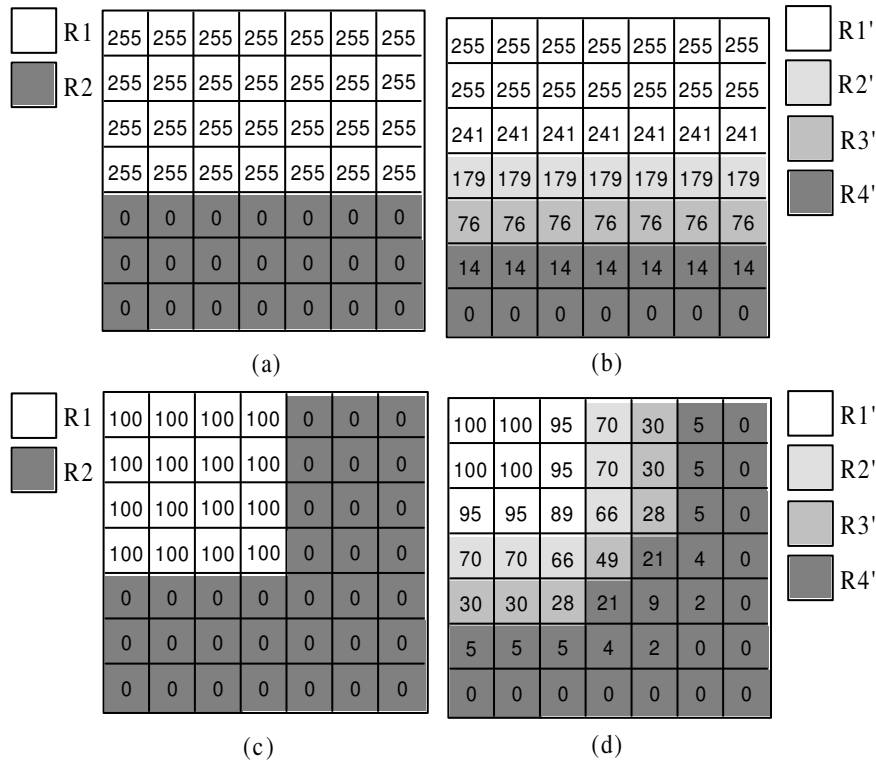 R1
R2
255 255 255 255 255 255 255
255 255 255 255 255 255 255
255 255 255 255 255 255 255
255 255 255 255 255 255 255
0 0 0 0 0 0 0
0 0 0 0 0 0 0
0 0 0 0 0 0 0
(a)
255 255 255 255 255 255 255
255 255 255 255 255 255 255
241 241 241 241 241 241 241
179 179 179 179 179 179 179
76 76 76 76 76 76 76
14 14 14 14 14 14 14
0 0 0 0 0 0 0
R1'
R2'
R3'
R4'
(b)
R1
R2
100 100 100 100 0 0 0
100 100 100 100 0 0 0
100 100 100 100 0 0 0
100 100 100 100 0 0 0
0 0 0 0 0 0 0
0 0 0 0 0 0 0
0 0 0 0 0 0 0
(c)
100 100 95 70 30 5 0
100 100 95 70 30 5 0
95 95 89 66 28 5 0
70 70 66 49 21 4 0
30 30 28 21 9 2 0
5 5 5 4 2 0 0
0 0 0 0 0 0 0
R1'
R2'
R3'
R4'
(d)